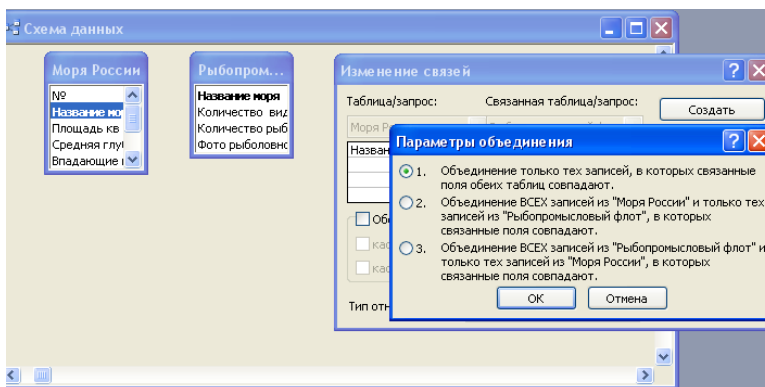 Схема данных
Моря России
№
Название мо
Площадь кв
Средняя глу
Впадающие
Рыбопром...
Название моря
Количество вид
Количество рыб
Фото рыболовно
Изменение связей
Таблица/запрос:
Связанная таблица/запрос:
Создать
Моря Р
Назван
Параметры объединения
1. Объединение только тех записей, в которых связанные
поля обеих таблиц совпадают.
2. Объединение ВСЕХ записей из "Моря России" и только тех
записей из "Рыбопромысловый флот", в которых
связанные поля совпадают.
3. Объединение ВСЕХ записей из "Рыбопромысловый флот" и
только тех записей из "Моря России", в которых
связанные поля совпадают.
OK
Отмена
Обе
кас
кас
Тип отн